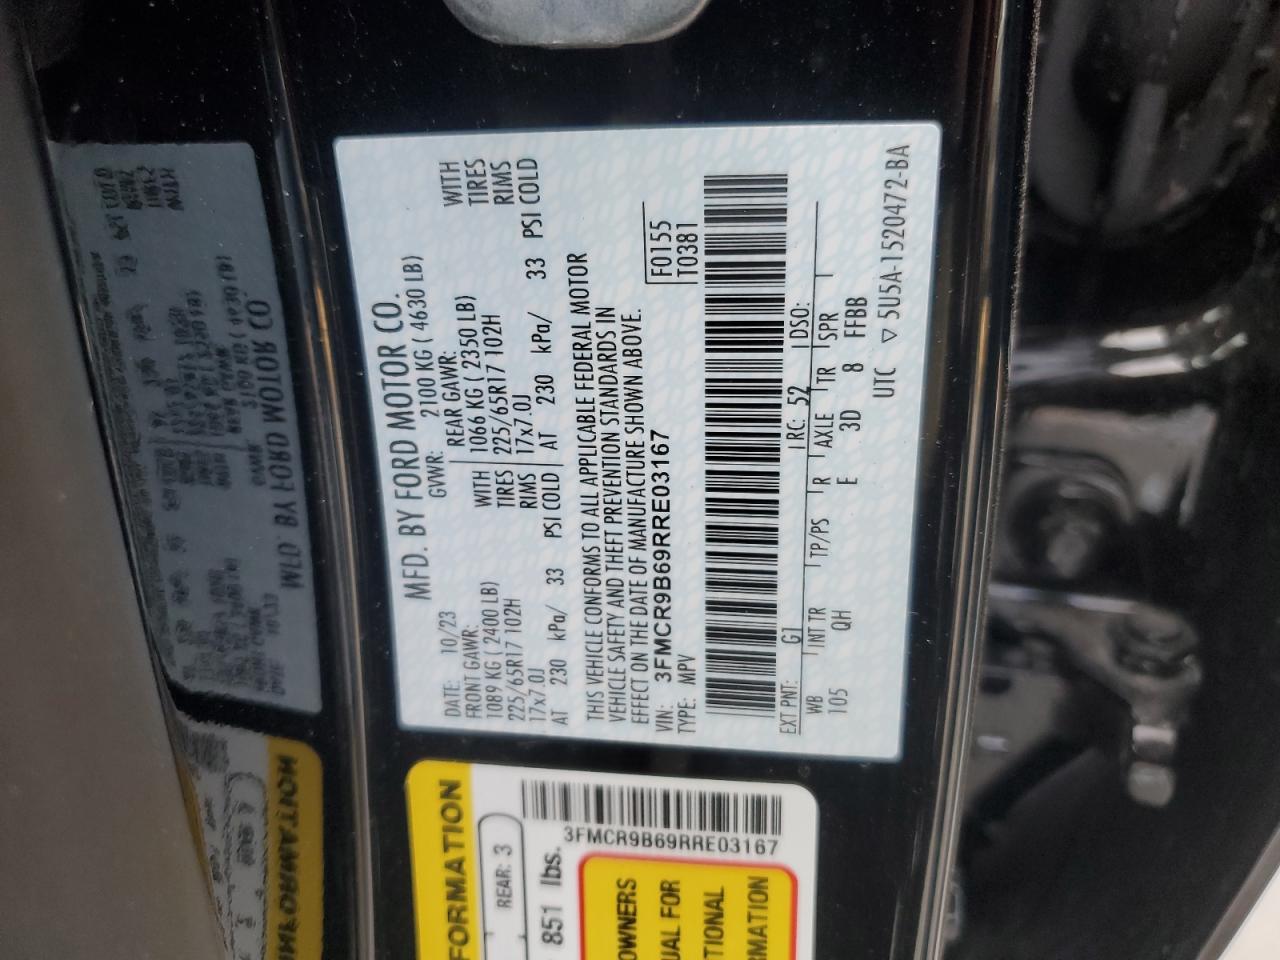 MFD. BY FORD MOTOR CO.
DATE: 10/23 GVWR: 2100 KG ( 4630 LB)
FRONT GAWR: REAR GAWR:
1089 KG ( 2400 LB) WITH 1066 KG ( 2350 LB) WITH
225/65R17 102H TIRES 225/65R17 102H TIRES
17x7.0J RIMS 17x7.0J RIMS
AT 230 kPa/ 33 PSI COLD AT 230 kPa/ 33 PSI COLD
THIS VEHICLE CONFORMS TO ALL APPLICABLE FEDERAL MOTOR
VEHICLE SAFETY AND THEFT PREVENTION STANDARDS IN
EFFECT ON THE DATE OF MANUFACTURE SHOWN ABOVE.
VIN: 3FMCR9B69RRE03167 F0155
TYPE: MPV T0381
EXT PNT: G1 RC: 52 DSO:
WB INT TR TP/PS R AXLE TR SPR
105 QH E 3D 8 FFBB
UTC ▽ 5U5A-1520472-BA
FORMATION
REAR: 3
851 lbs.
3FMCR9B69RRE03167
OWNERS
UAL FOR
TIONAL
RMATION